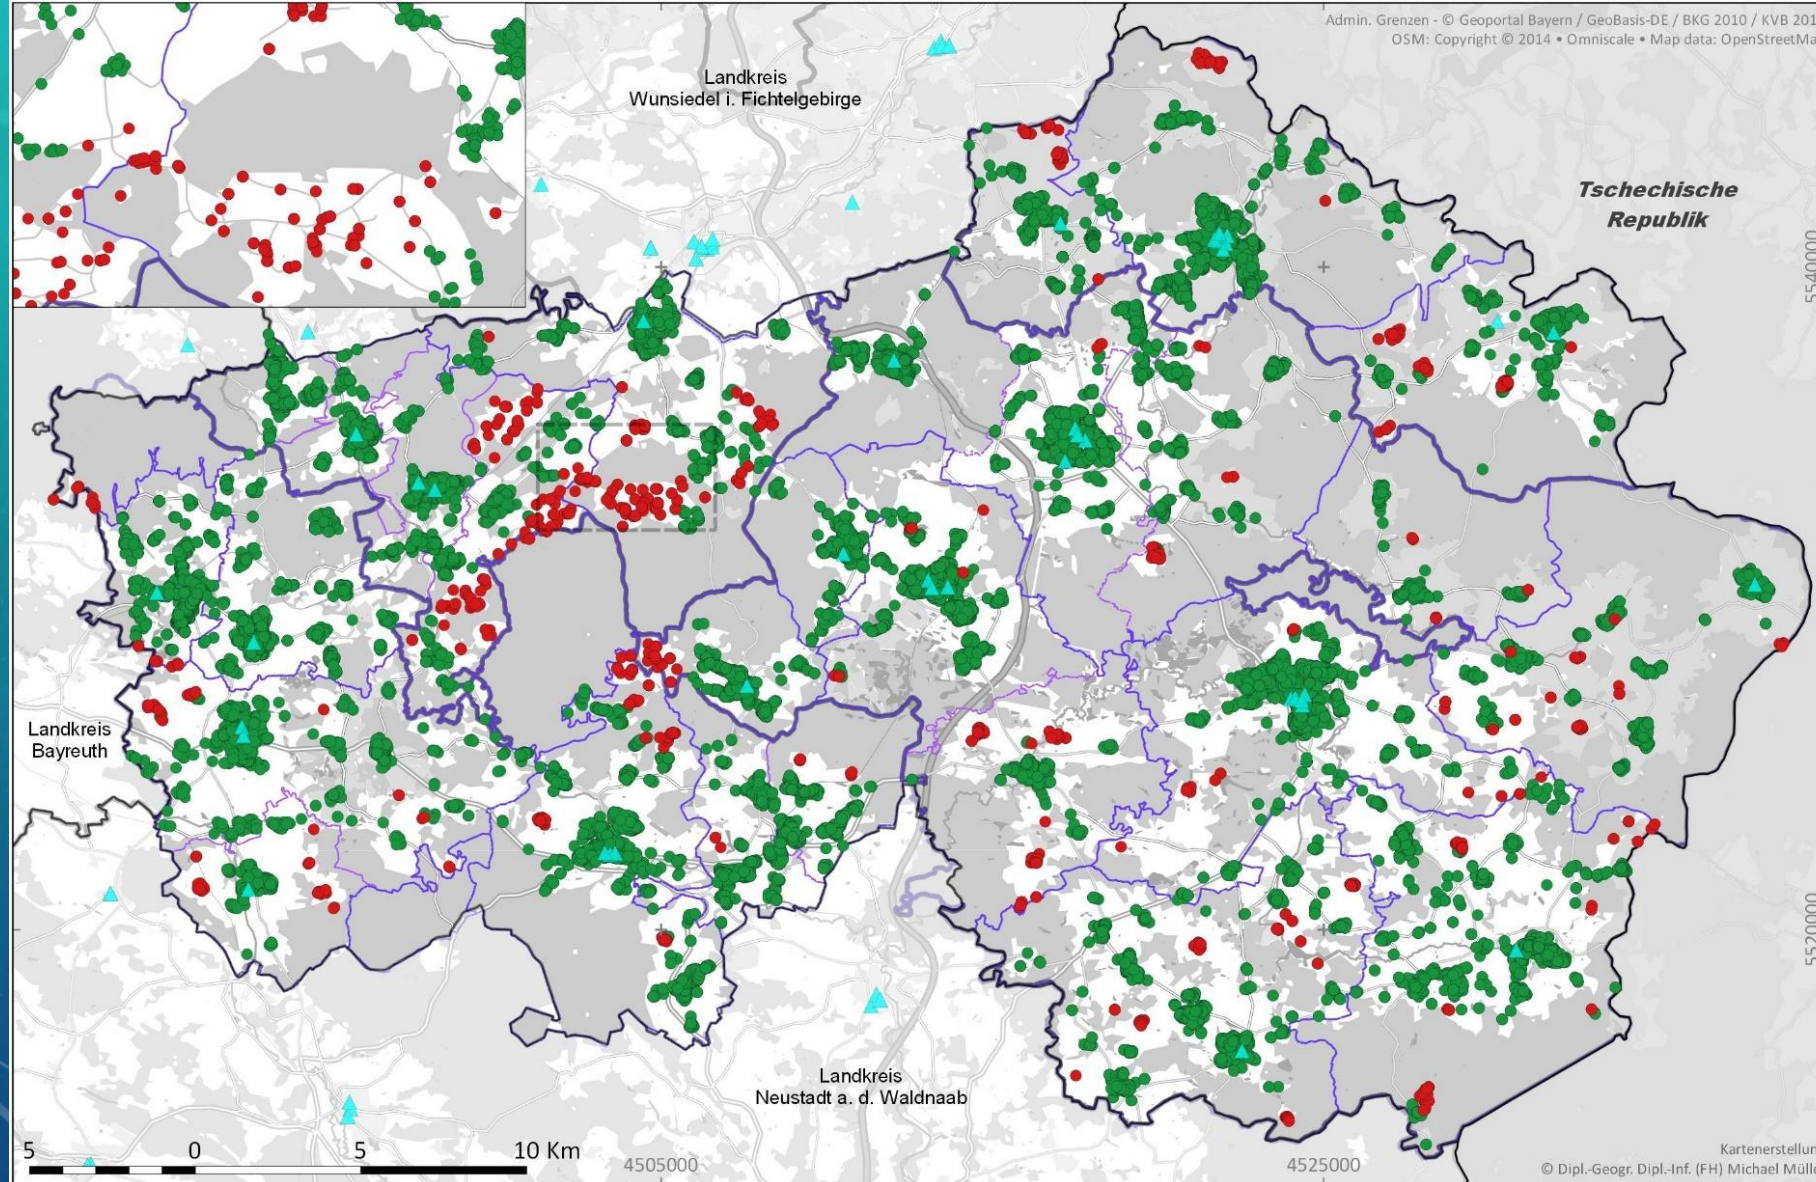 Admin. Grenzen - © Geoportal Bayern / GeoBasis-DE / BKG 2010 / KVB 201
OSM: Copyright © 2014 • Omniscale • Map data: OpenStreetMa
Landkreis
Wunsiedel i. Fichtelgebirge
Tschechische
Republik
5540000
Landkreis
Bayreuth
5520000
Landkreis
Neustadt a. d. Waldnaab
5 0 5 10 Km
4505000
4525000
Kartenerstellun
© Dipl.-Geogr. Dipl.-Inf. (FH) Michael Mülle